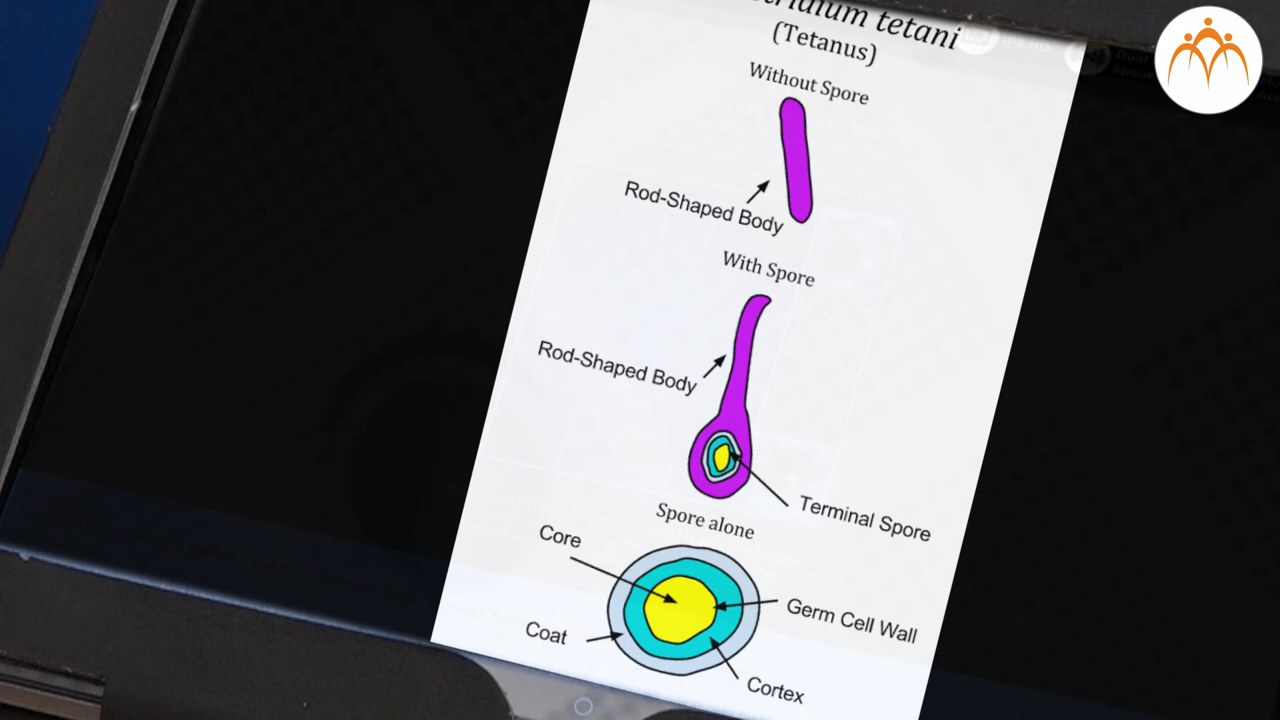 tetani
(Tetanus)
Without Spore
Rod-Shaped Body
With Spore
Rod-Shaped Body
Terminal Spore
Spore alone
Core
Germ Cell Wall
Coat
Cortex